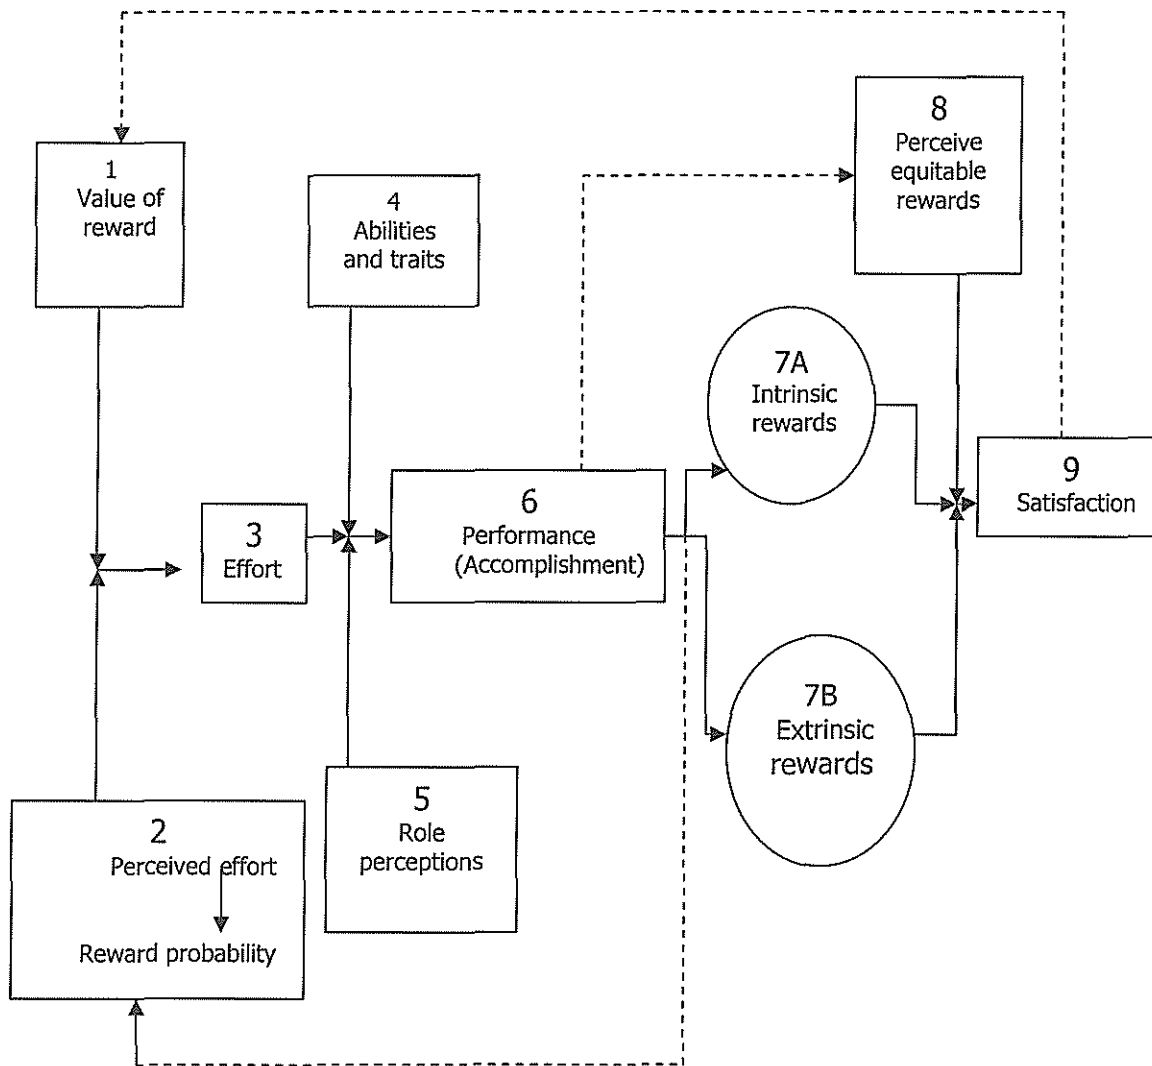 1
Value of
reward
2
Perceived effort
Reward probability
3
Effort
4
Abilities
and traits
5
Role
perceptions
6
Performance
(Accomplishment)
7A
Intrinsic
rewards
7B
Extrinsic
rewards
8
Perceive
equitable
rewards
9
Satisfaction